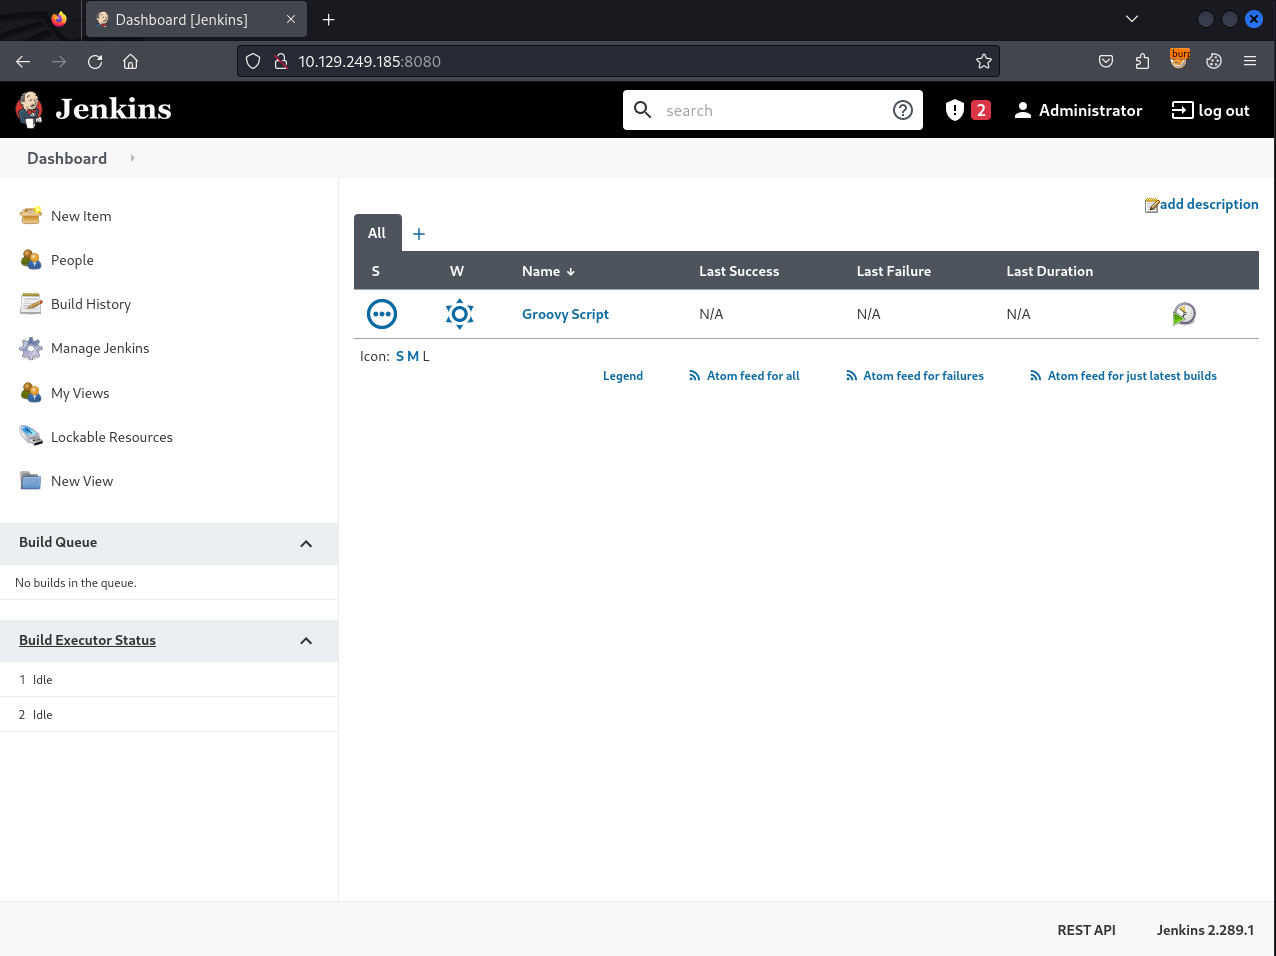 Dashboard [Jenkins]
10.129.249.185:8080
burp
Jenkins
search
2
Administrator
log out
Dashboard
New Item
People
Build History
Manage Jenkins
My Views
Lockable Resources
New View
Build Queue
No builds in the queue.
Build Executor Status
1 Idle
2 Idle
add description
All +
S W Name ↓ Last Success Last Failure Last Duration
Groovy Script N/A N/A N/A
Icon: S M L
Legend Atom feed for all Atom feed for failures Atom feed for just latest builds
REST API Jenkins 2.289.1